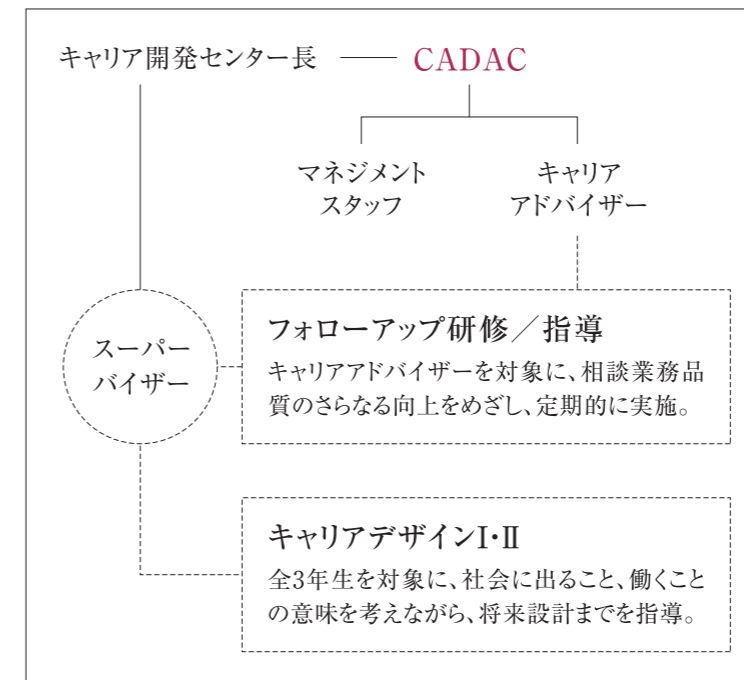 キャリア開発センター長
CADAC
マネジメント
スタッフ
キャリア
アドバイザー
スーパー
バイザー
フォローアップ研修／指導
キャリアアドバイザーを対象に、相談業務品
質のさらなる向上をめざし、定期的に実施。
キャリアデザインⅠ・Ⅱ
全3年生を対象に、社会に出ること、働くこと
の意味を考えながら、将来設計までを指導。